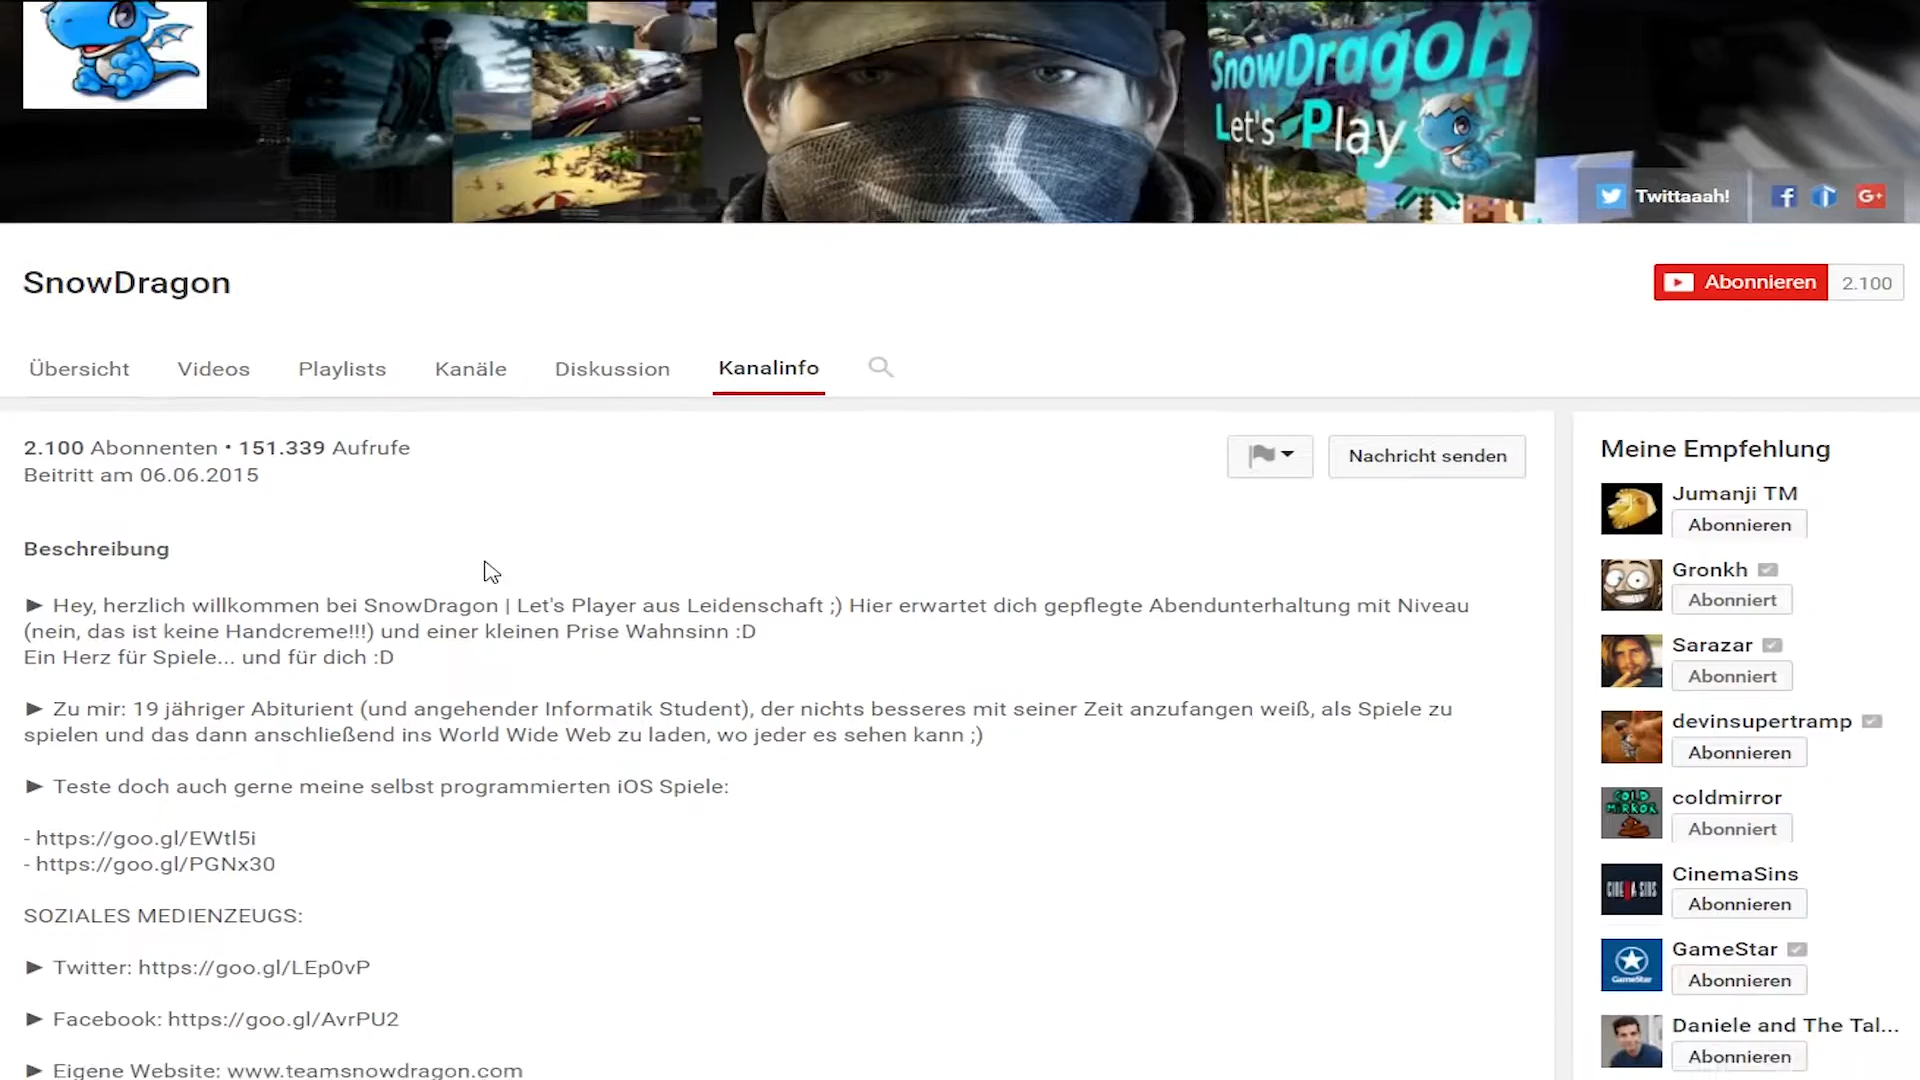 SnowDragon
Let's Play
Twittaaah!
SnowDragon
Abonnieren 2.100
Übersicht Videos Playlists Kanäle Diskussion Kanalinfo
2.100 Abonnenten • 151.339 Aufrufe
Beitritt am 06.06.2015
Nachricht senden
Beschreibung
► Hey, herzlich willkommen bei SnowDragon | Let's Player aus Leidenschaft ;) Hier erwartet dich gepflegte Abendunterhaltung mit Niveau
(nein, das ist keine Handcreme!!!) und einer kleinen Prise Wahnsinn :D
Ein Herz für Spiele... und für dich :D
► Zu mir: 19 jähriger Abiturient (und angehender Informatik Student), der nichts besseres mit seiner Zeit anzufangen weiß, als Spiele zu
spielen und das dann anschließend ins World Wide Web zu laden, wo jeder es sehen kann ;)
► Teste doch auch gerne meine selbst programmierten iOS Spiele:
- https://goo.gl/EWtl5i
- https://goo.gl/PGNx30
SOZIALES MEDIENZEUGS:
► Twitter: https://goo.gl/LEp0vP
► Facebook: https://goo.gl/AvrPU2
► Eigene Website: www.teamsnowdragon.com
Meine Empfehlung
Jumanji TM
Abonnieren
Gronkh
Abonniert
Sarazar
Abonniert
devinsupertramp
Abonnieren
COLD MIRROR
coldmirror
Abonniert
CINEMA SINS
CinemaSins
Abonnieren
GameStar
GameStar
Abonnieren
Daniele and The Tal...
Abonnieren